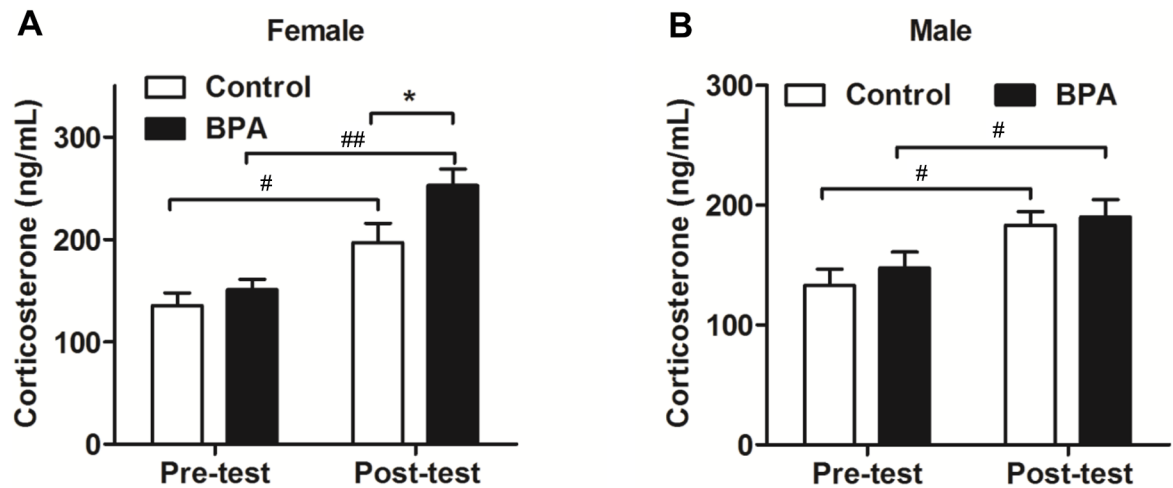 A
Female
Control
BPA
*
##
#
Corticosterone (ng/mL)
300
200
100
0
Pre-test
Post-test
B
Male
Control
BPA
#
#
Corticosterone (ng/mL)
300
200
100
0
Pre-test
Post-test